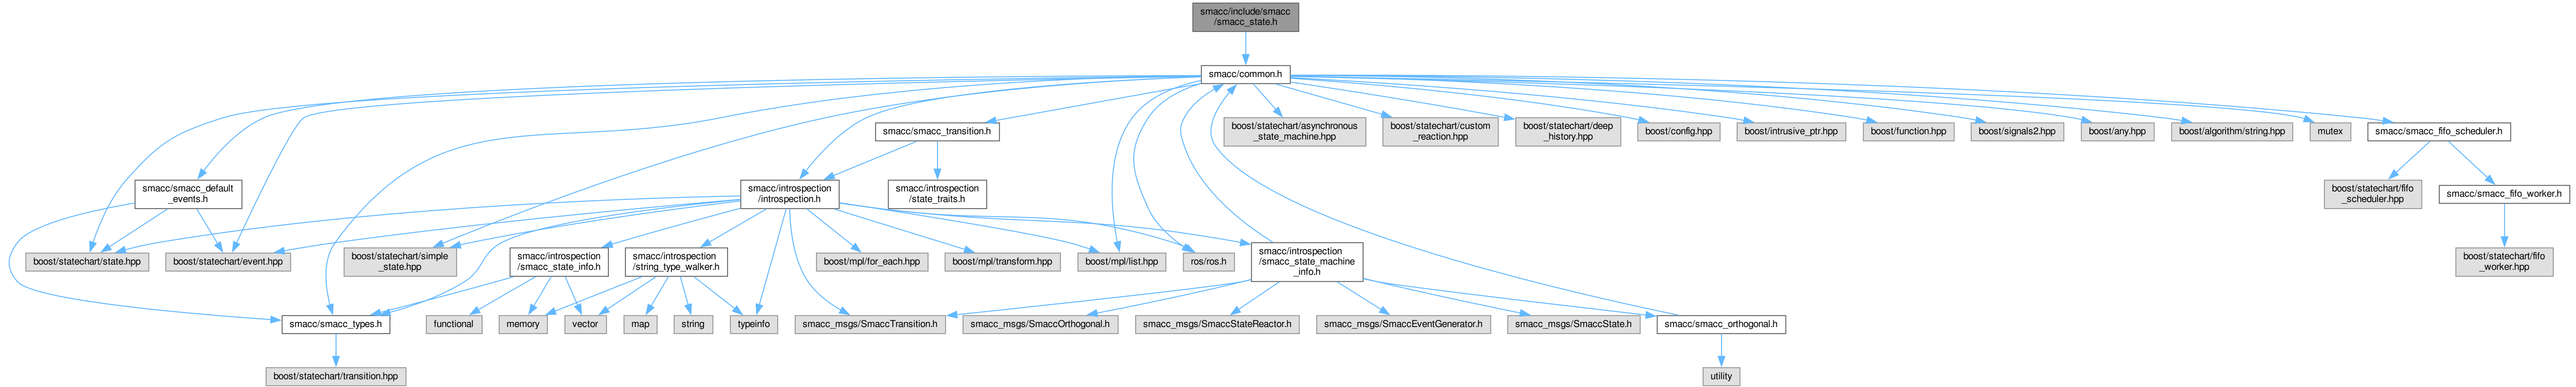 smacc/include/smacc
/smacc_state.h
smacc/common.h
smacc/smacc_transition.h
boost/statechart/asynchronous
_state_machine.hpp
boost/statechart/custom
_reaction.hpp
boost/statechart/deep
_history.hpp
boost/config.hpp
boost/intrusive_ptr.hpp
boost/function.hpp
boost/signals2.hpp
boost/any.hpp
boost/algorithm/string.hpp
mutex
smacc/smacc_fifo_scheduler.h
smacc/smacc_default
_events.h
smacc/introspection
/introspection.h
smacc/introspection
/state_traits.h
boost/statechart/fifo
_scheduler.hpp
smacc/smacc_fifo_worker.h
boost/statechart/state.hpp
boost/statechart/event.hpp
boost/statechart/simple
_state.hpp
smacc/introspection
/smacc_state_info.h
smacc/introspection
/string_type_walker.h
boost/mpl/for_each.hpp
boost/mpl/transform.hpp
boost/mpl/list.hpp
ros/ros.h
smacc/introspection
/smacc_state_machine
_info.h
boost/statechart/fifo
_worker.hpp
smacc/smacc_types.h
functional
memory
vector
map
string
typeinfo
smacc_msgs/SmaccTransition.h
smacc_msgs/SmaccOrthogonal.h
smacc_msgs/SmaccStateReactor.h
smacc_msgs/SmaccEventGenerator.h
smacc_msgs/SmaccState.h
smacc/smacc_orthogonal.h
boost/statechart/transition.hpp
utility